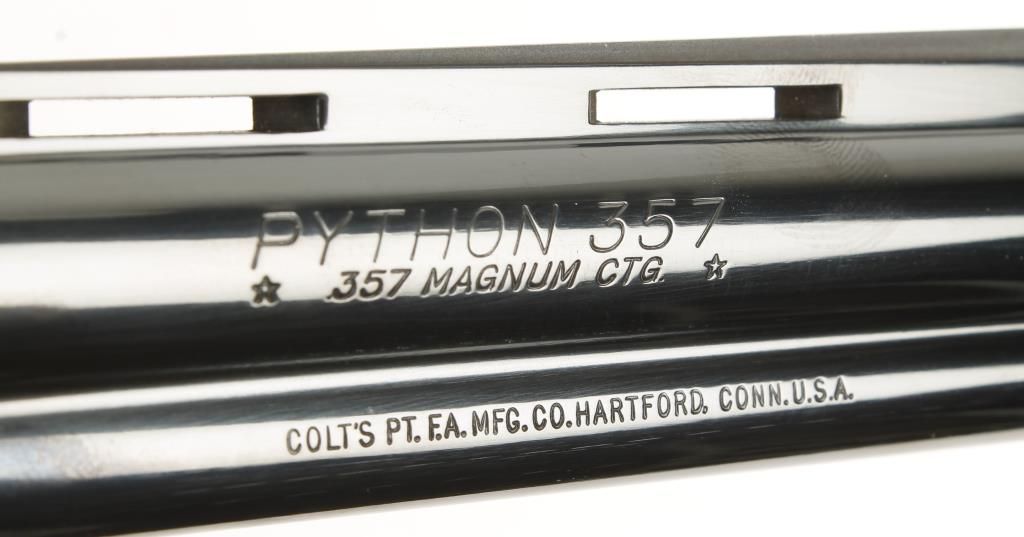 PYTHON 357
★ .357 MAGNUM CTG. ★
COLT'S PT. F.A. MFG. CO. HARTFORD, CONN. U.S.A.